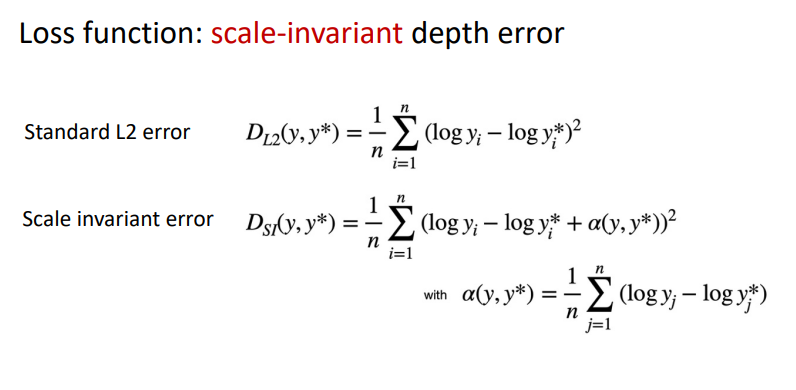 Loss function: scale-invariant depth error
Standard L2 error D_{L2}(y, y*) = \frac{1}{n} \sum_{i=1}^{n} (log y_i − log y_i^*)^2
Scale invariant error D_{SI}(y, y*) = \frac{1}{n} \sum_{i=1}^{n} (log y_i − log y_i^* + α(y, y*))^2
with α(y, y*) = \frac{1}{n} \sum_{j=1}^{n} (log y_j − log y_j^*)